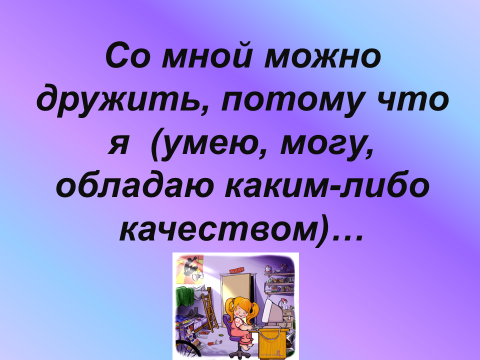 Со мной можно
дружить, потому что
я  (умею, могу,
обладаю каким-либо
качеством)…